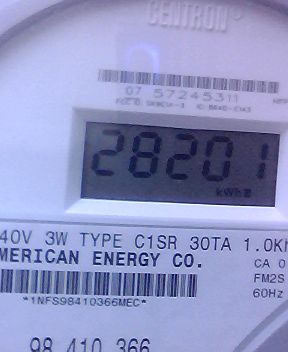 CENTRON
07 57245311
28201
kWh
40V 3W TYPE C1SR 30TA 1.0K
MERICAN ENERGY CO.
CA 0
FM2S
60Hz
*1NFS98410366MEC*
98 410 366